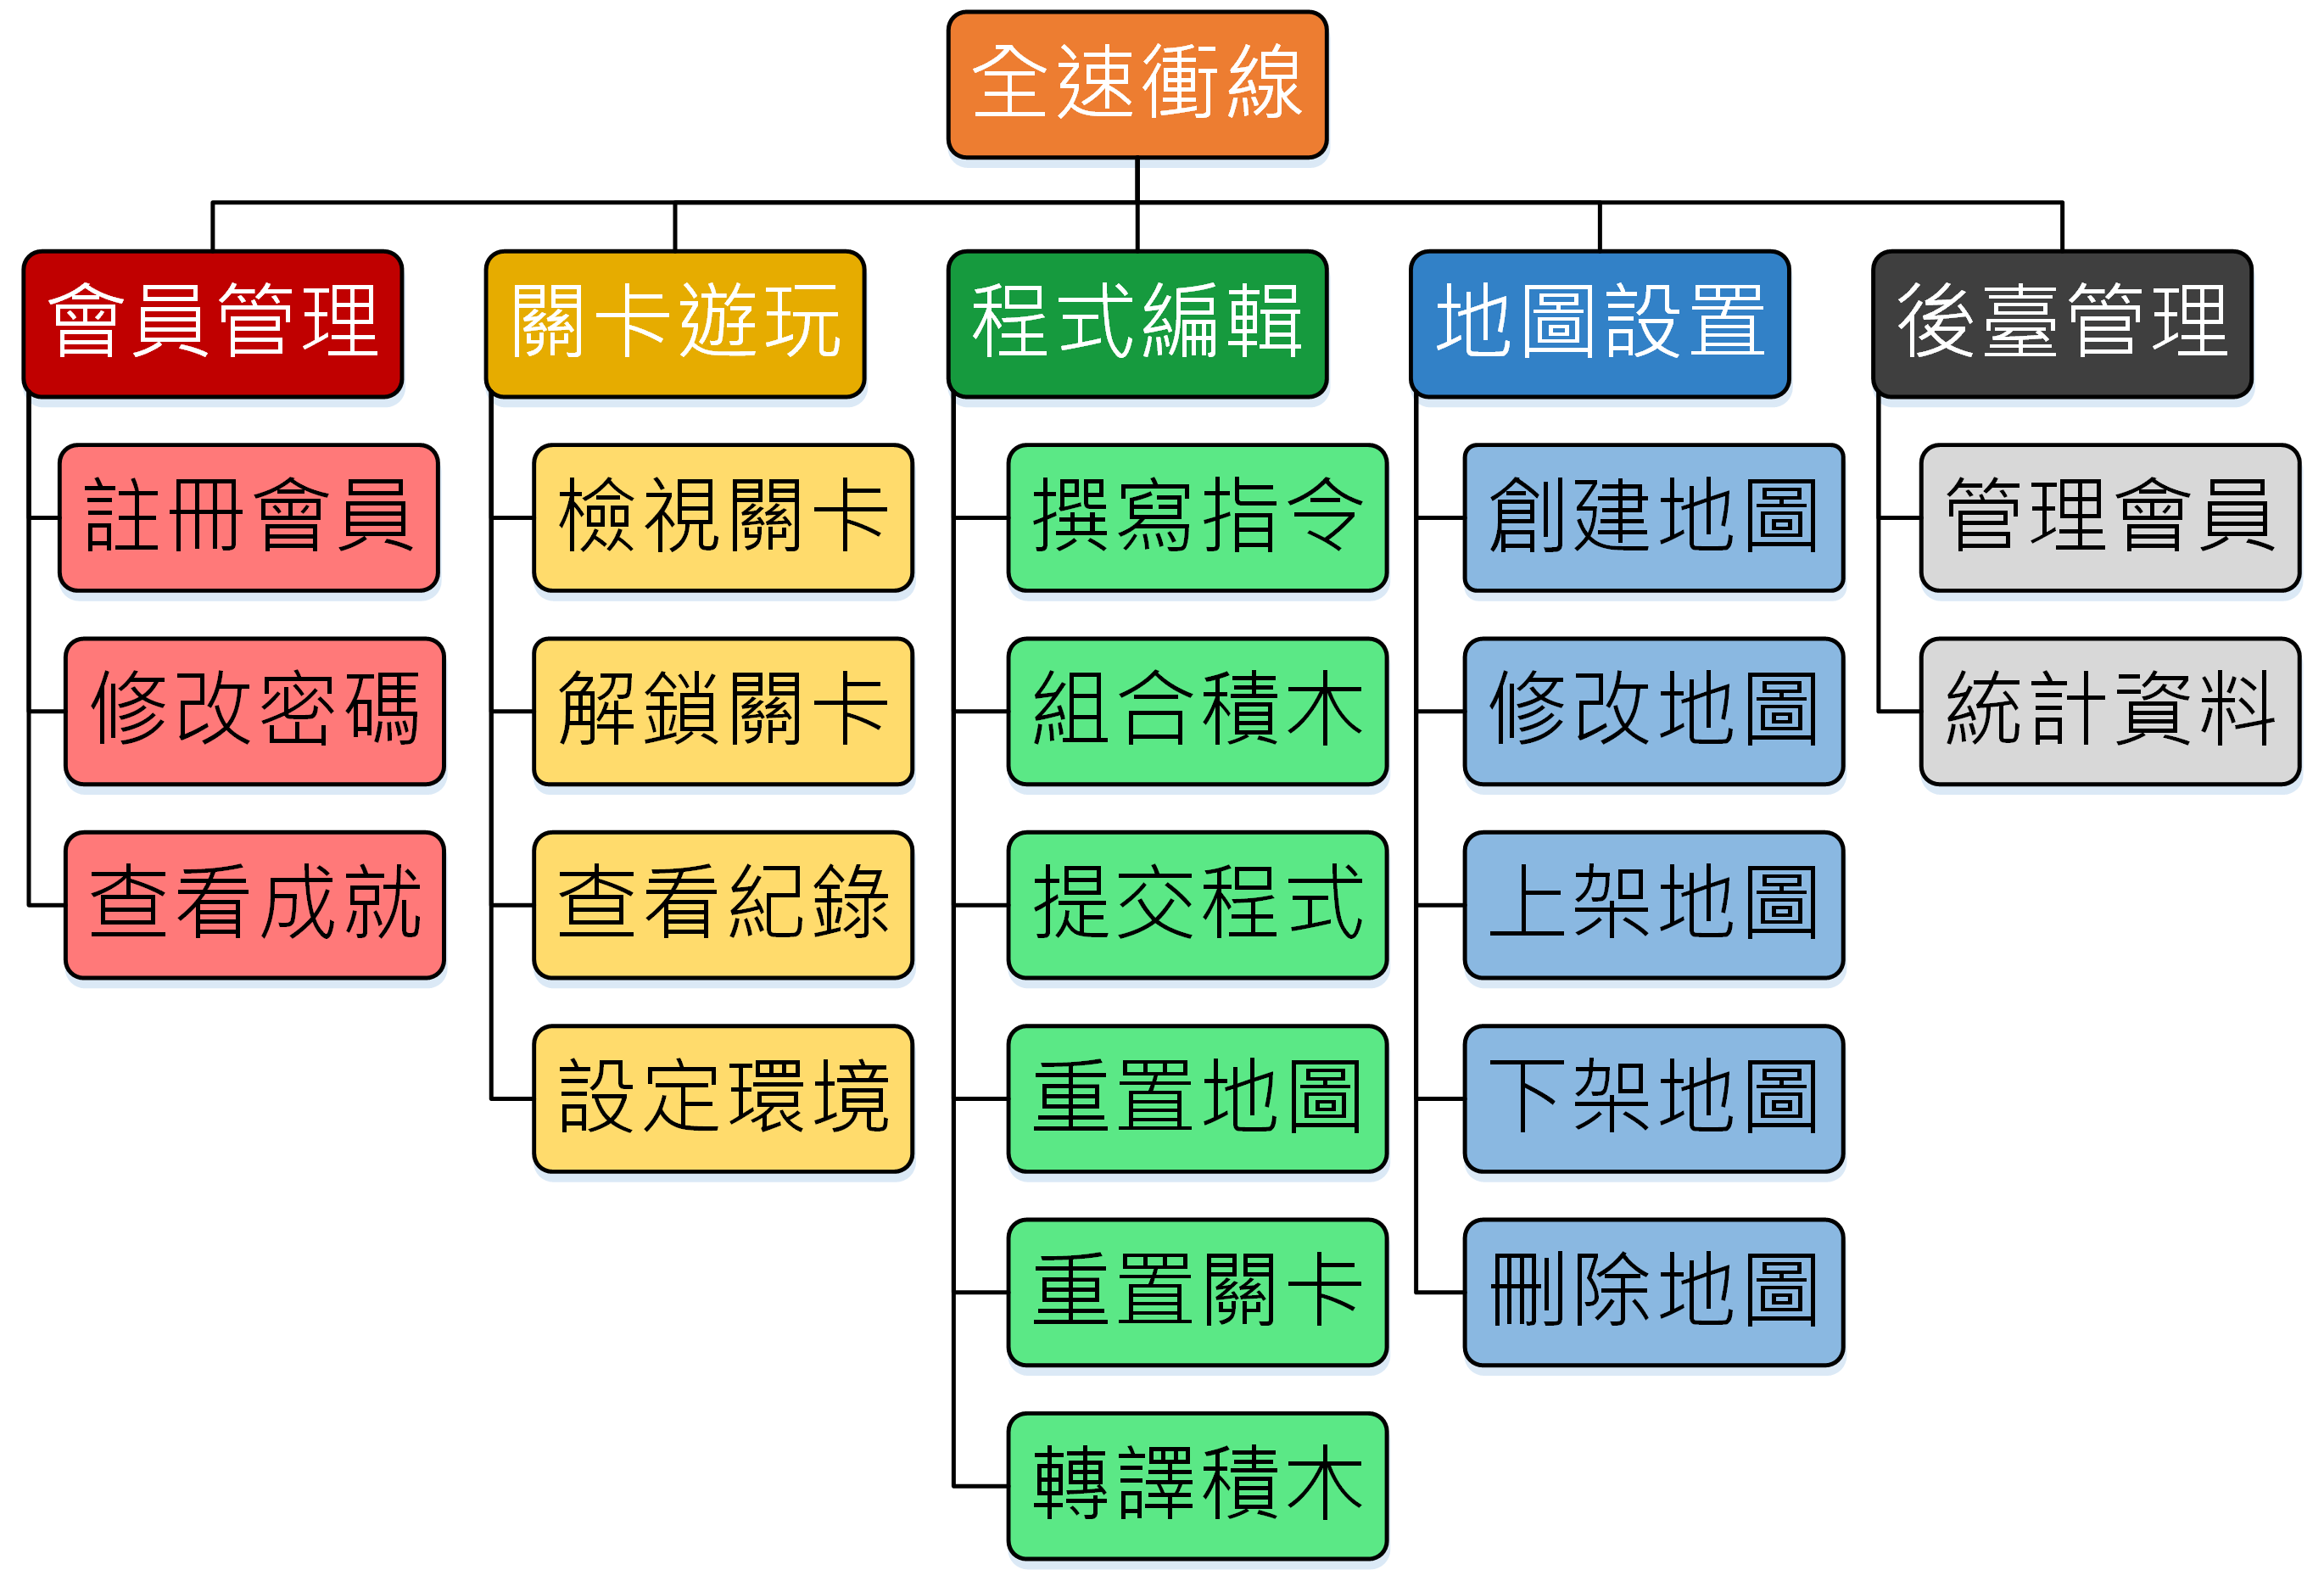 全速衝線
會員管理
註冊會員
修改密碼
查看成就
關卡遊玩
檢視關卡
解鎖關卡
查看紀錄
設定環境
程式編輯
撰寫指令
組合積木
提交程式
重置地圖
重置關卡
轉譯積木
地圖設置
創建地圖
修改地圖
上架地圖
下架地圖
刪除地圖
後臺管理
管理會員
統計資料